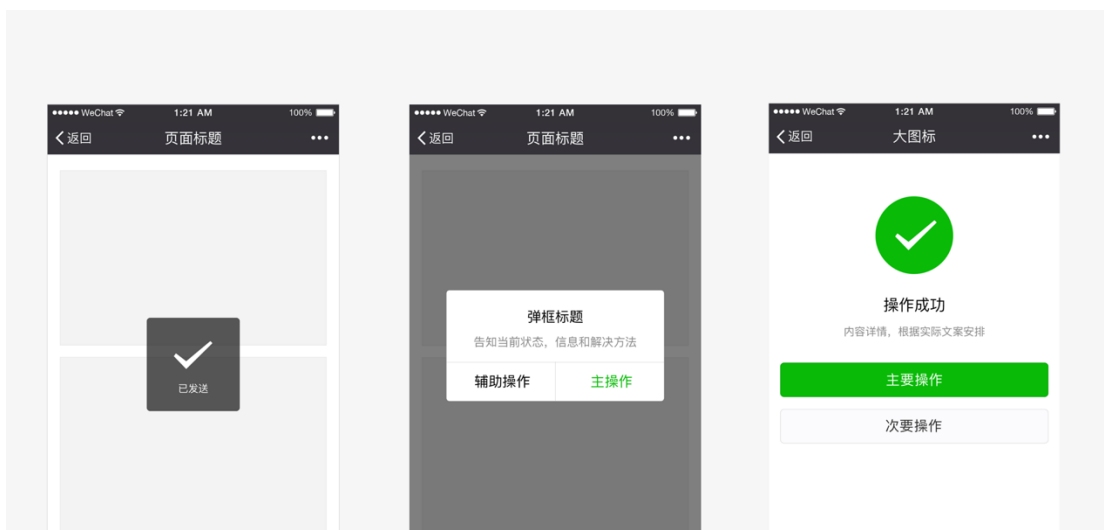 WeChat 1:21 AM 100%
返回 页面标题
已发送
WeChat 1:21 AM 100%
返回 页面标题
弹框标题
告知当前状态，信息和解决方法
辅助操作 主操作
WeChat 1:21 AM 100%
返回 大图标
操作成功
内容详情，根据实际文案安排
主要操作
次要操作